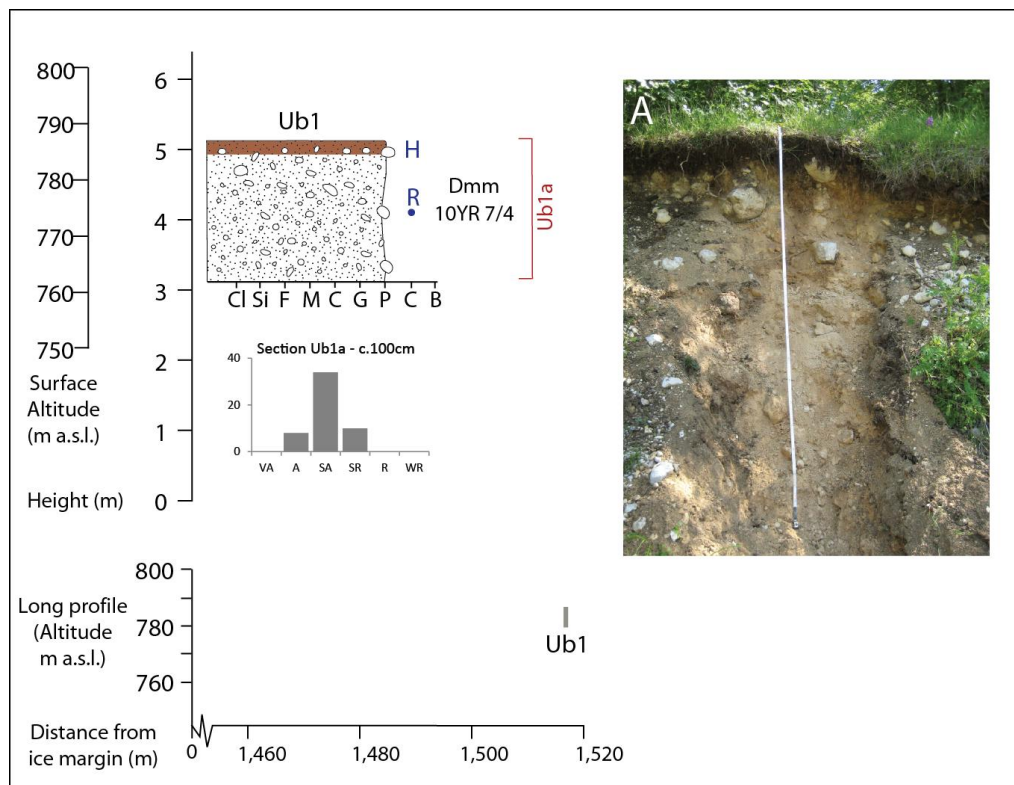 800
790
780
770
760
750
Surface
Altitude
(m a.s.l.)
6
5
4
3
2
1
0
Height (m)
Ub1
H
R
Dmm
10YR 7/4
Ub1a
Cl Si F M C G P C B
Section Ub1a - c.100cm
40
20
0
VA A SA SR R WR
A
800
780
760
Long profile
(Altitude
m a.s.l.)
Ub1
Distance from
ice margin (m)
0 1,460 1,480 1,500 1,520